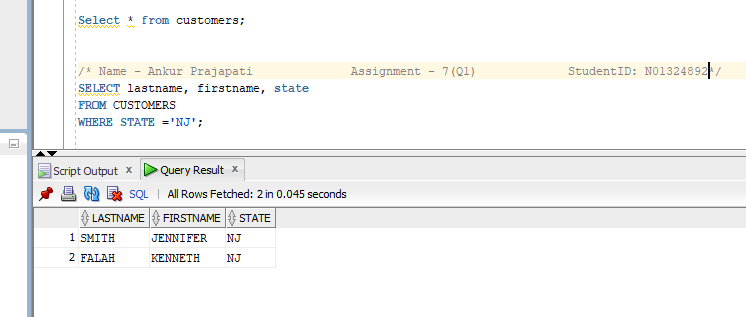 Select * from customers;
/* Name - Ankur Prajapati Assignment - 7(Q1) StudentID: N01324892*/
SELECT lastname, firstname, state
FROM CUSTOMERS
WHERE STATE ='NJ';
Script Output x Query Result x
SQL | All Rows Fetched: 2 in 0.045 seconds
LASTNAME FIRSTNAME STATE
1 SMITH JENNIFER NJ
2 FALAH KENNETH NJ